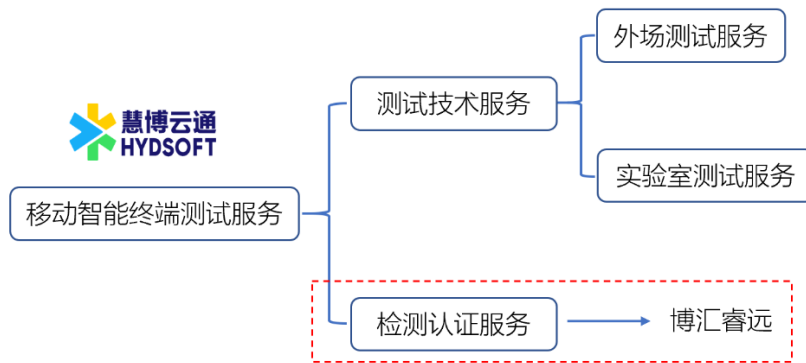 外场测试服务
测试技术服务
慧博云通
HYDSOFT
实验室测试服务
移动智能终端测试服务
检测认证服务
博汇睿远